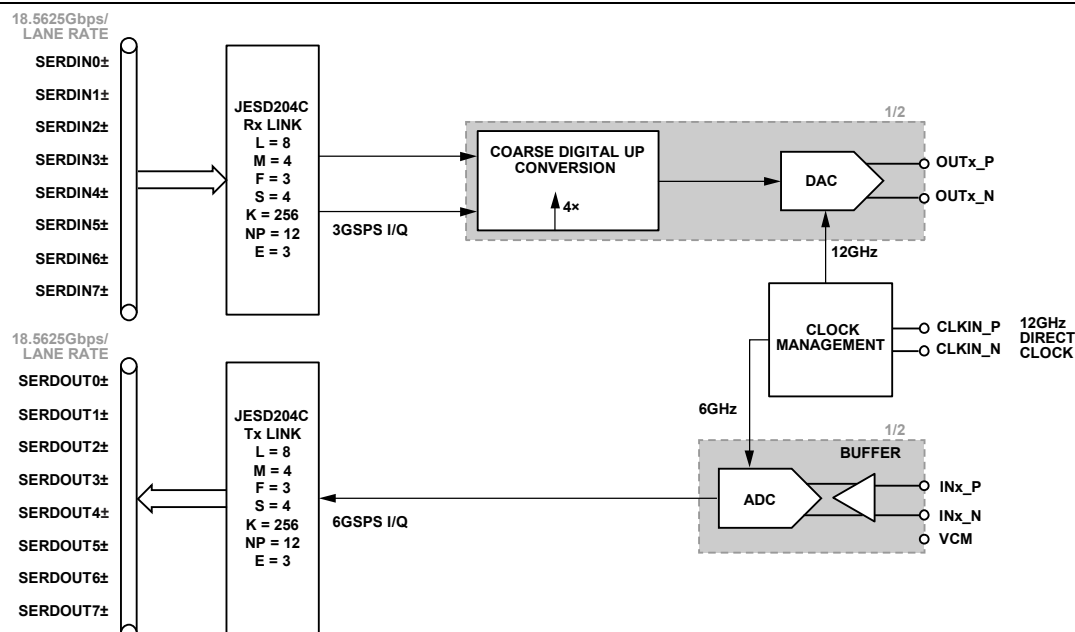 18.5625Gbps/
LANE RATE
SERDIN0±
SERDIN1±
SERDIN2±
SERDIN3±
SERDIN4±
SERDIN5±
SERDIN6±
SERDIN7±
JESD204C
Rx LINK
L = 8
M = 4
F = 3
S = 4
K = 256
NP = 12
E = 3
3GSPS I/Q
1/2
COARSE DIGITAL UP
CONVERSION
4×
DAC
OUTx_P
OUTx_N
12GHz
CLOCK
MANAGEMENT
CLKIN_P
CLKIN_N
12GHz
DIRECT
CLOCK
18.5625Gbps/
LANE RATE
SERDOUT0±
SERDOUT1±
SERDOUT2±
SERDOUT3±
SERDOUT4±
SERDOUT5±
SERDOUT6±
SERDOUT7±
JESD204C
Tx LINK
L = 8
M = 4
F = 3
S = 4
K = 256
NP = 12
E = 3
6GSPS I/Q
6GHz
1/2
BUFFER
ADC
INx_P
INx_N
VCM